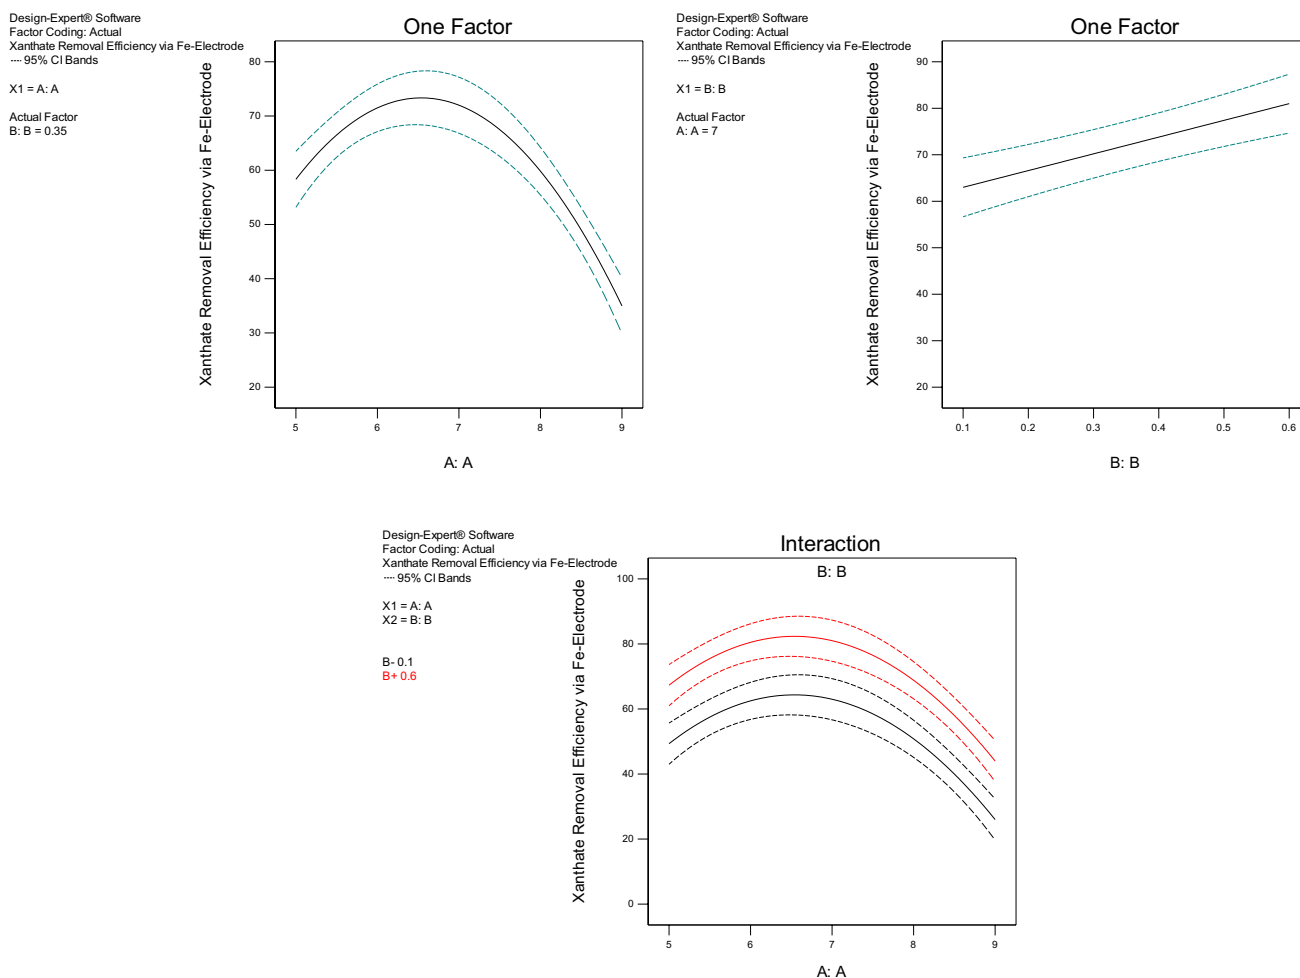 Design-Expert® Software
Factor Coding: Actual
Xanthate Removal Efficiency via Fe-Electrode
---- 95% CI Bands
X1 = A: A
Actual Factor
B: B = 0.35
One Factor
Xanthate Removal Efficiency via Fe-Electrode
80
70
60
50
40
30
20
5 6 7 8 9
A: A
Design-Expert® Software
Factor Coding: Actual
Xanthate Removal Efficiency via Fe-Electrode
---- 95% CI Bands
X1 = B: B
Actual Factor
A: A = 7
One Factor
Xanthate Removal Efficiency via Fe-Electrode
90
80
70
60
50
40
30
20
0.1 0.2 0.3 0.4 0.5 0.6
B: B
Design-Expert® Software
Factor Coding: Actual
Xanthate Removal Efficiency via Fe-Electrode
---- 95% CI Bands
X1 = A: A
X2 = B: B
B- 0.1
B+ 0.6
Interaction
B: B
Xanthate Removal Efficiency via Fe-Electrode
100
80
60
40
20
0
5 6 7 8 9
A: A